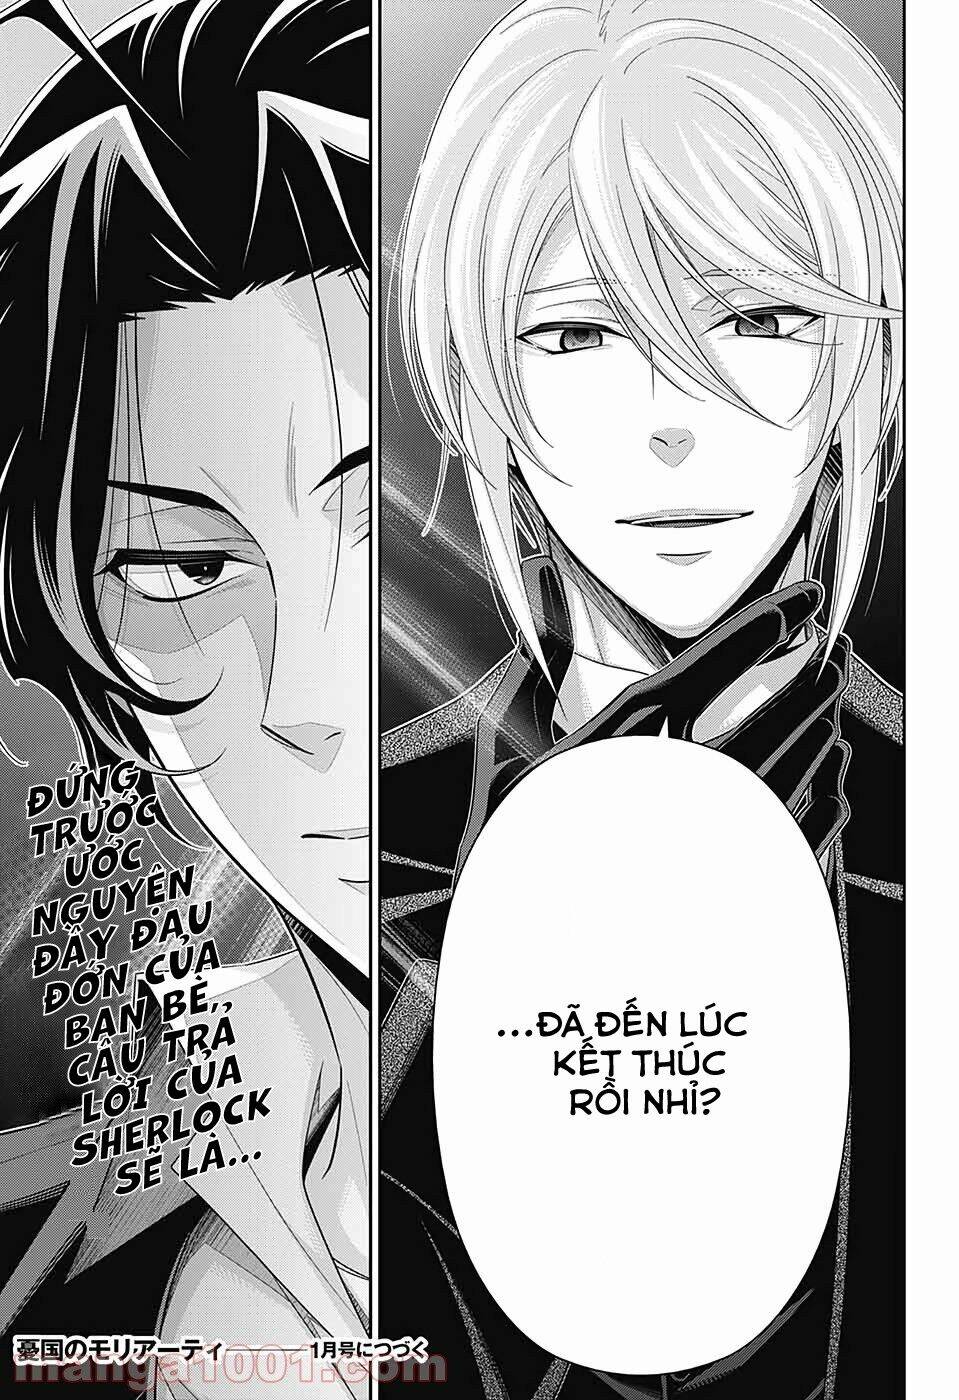 ...ĐÃ ĐẾN LÚC
KẾT THÚC
RỒI NHỈ?
ĐỨNG
TRƯỚC
ƯỚC
NGUYỆN
ĐẦY ĐAU
ĐỚN CỦA
BẠN BÈ,
CÂU TRẢ
LỜI CỦA
SHERLOCK
SẼ LÀ...
憂国のモリアーティ——1月号につづく
manga1001.com